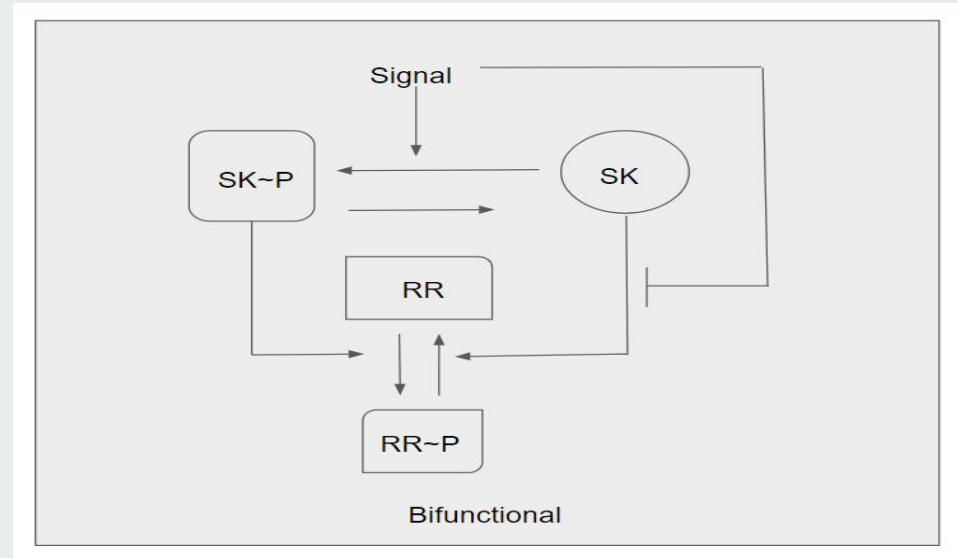 Signal
SK~P
SK
RR
RR~P
Bifunctional